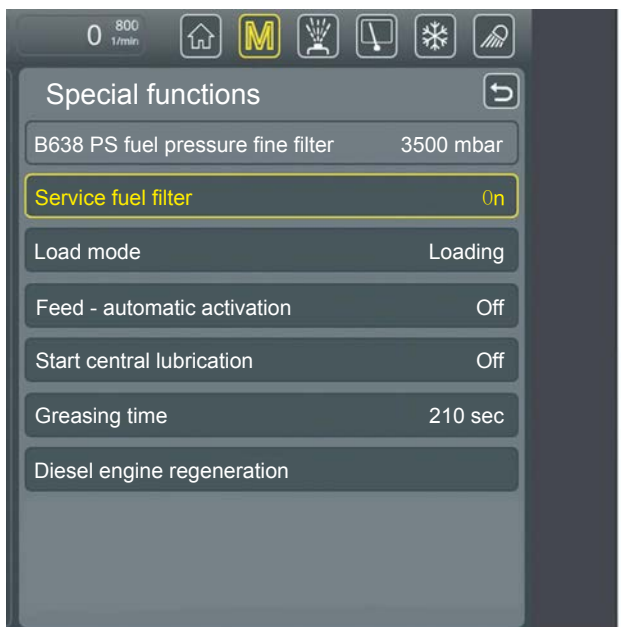 0 800 1/min M
Special functions
B638 PS fuel pressure fine filter 3500 mbar
Service fuel filter On
Load mode Loading
Feed - automatic activation Off
Start central lubrication Off
Greasing time 210 sec
Diesel engine regeneration